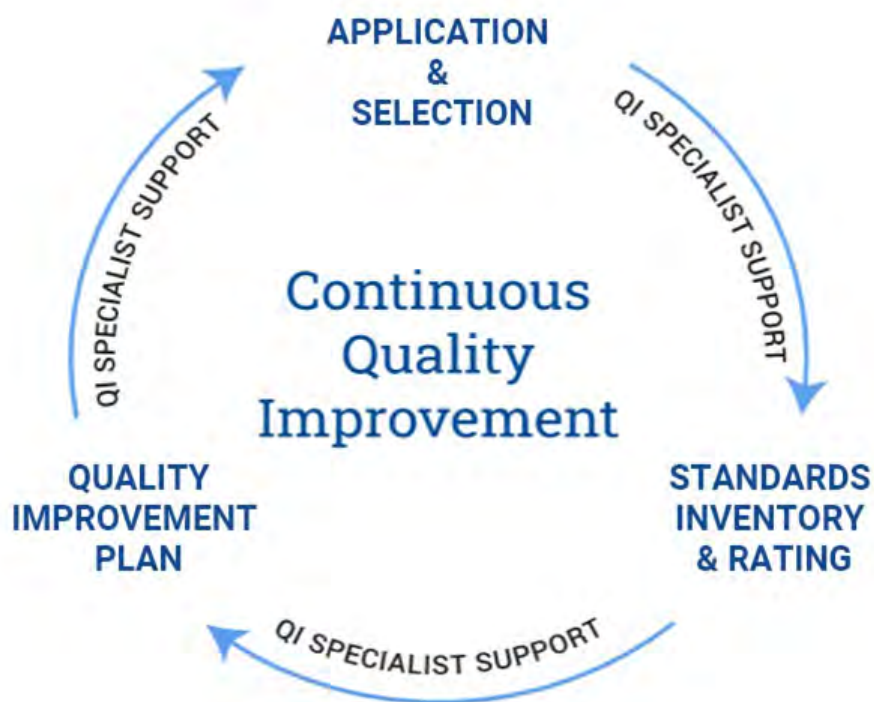 APPLICATION
&
SELECTION
QI SPECIALIST SUPPORT
QI SPECIALIST SUPPORT
Continuous
Quality
Improvement
STANDARDS
INVENTORY
& RATING
QUALITY
IMPROVEMENT
PLAN
QI SPECIALIST SUPPORT